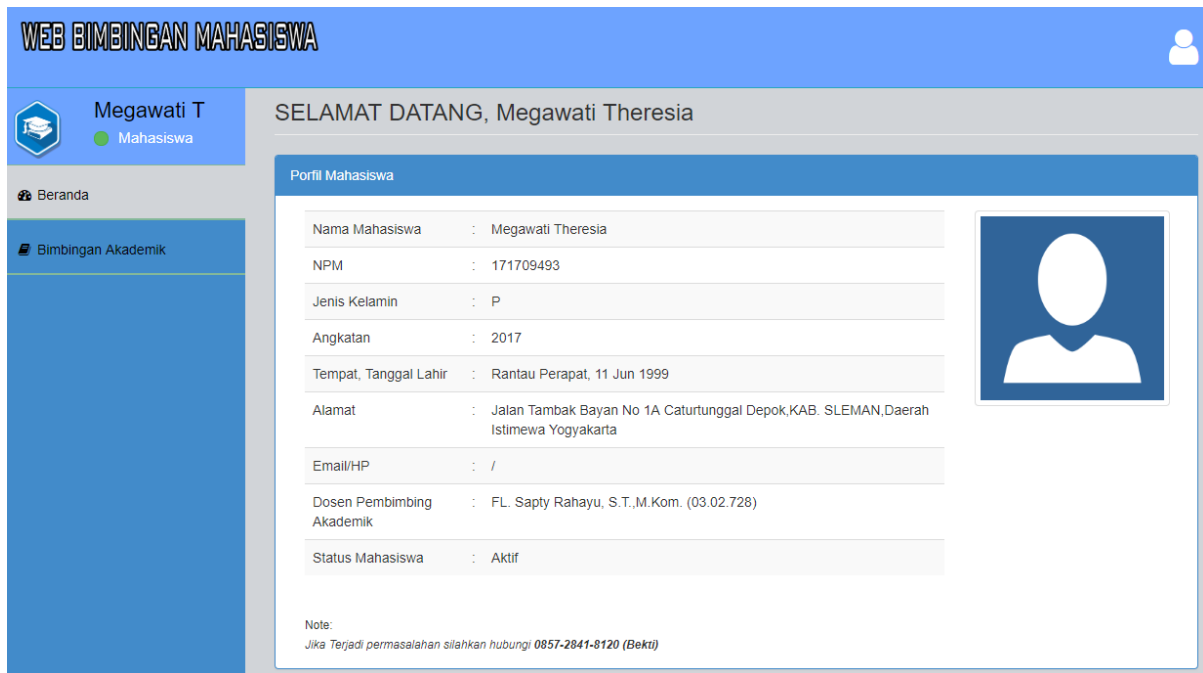 WEB BIMBINGAN MAHASISWA
Megawati T
Mahasiswa
Beranda
Bimbingan Akademik
SELAMAT DATANG, Megawati Theresia
Porfil Mahasiswa
Nama Mahasiswa : Megawati Theresia
NPM : 171709493
Jenis Kelamin : P
Angkatan : 2017
Tempat, Tanggal Lahir : Rantau Perapat, 11 Jun 1999
Alamat : Jalan Tambak Bayan No 1A Caturtunggal Depok,KAB. SLEMAN,Daerah
Istimewa Yogyakarta
Email/HP : /
Dosen Pembimbing : FL. Sapty Rahayu, S.T.,M.Kom. (03.02.728)
Akademik
Status Mahasiswa : Aktif
Note:
Jika Terjadi permasalahan silahkan hubungi 0857-2841-8120 (Bekti)